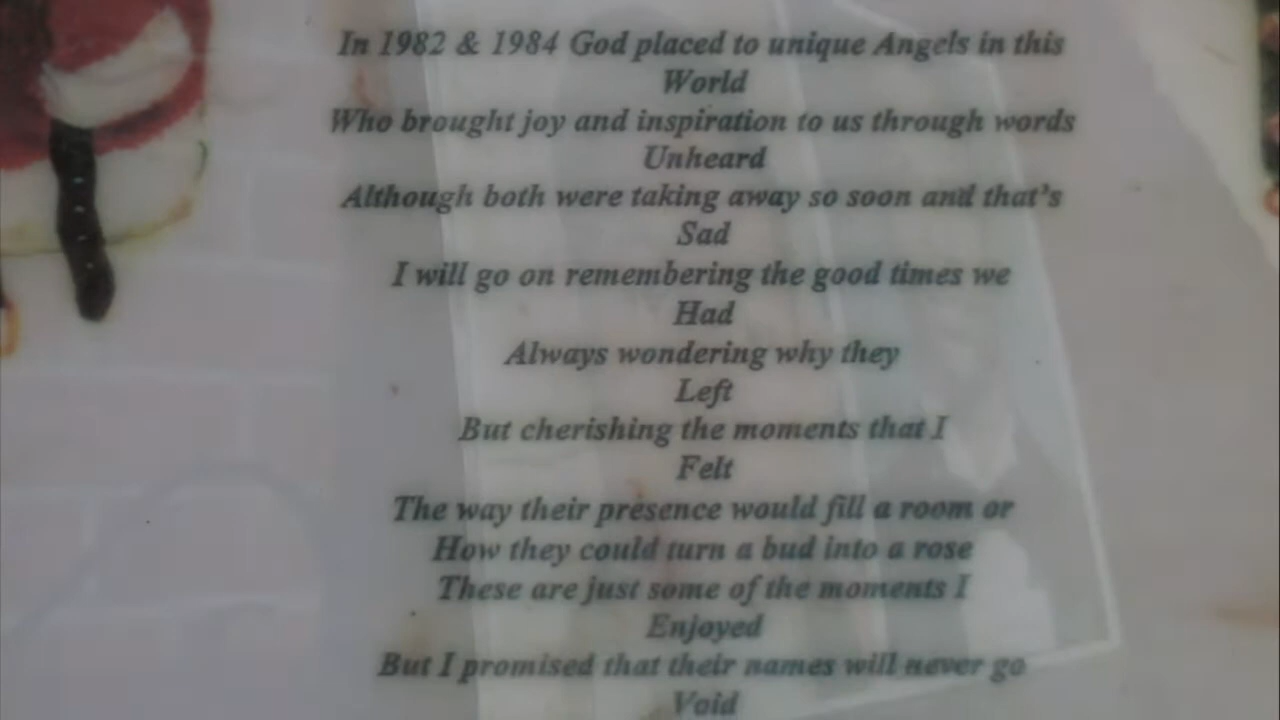 In 1982 & 1984 God placed to unique Angels in this
World
Who brought joy and inspiration to us through words
Unheard
Although both were taking away so soon and that's
Sad
I will go on remembering the good times we
Had
Always wondering why they
Left
But cherishing the moments that I
Felt
The way their presence would fill a room or
How they could turn a bud into a rose
These are just some of the moments I
Enjoyed
But I promised that their names will never go
Void